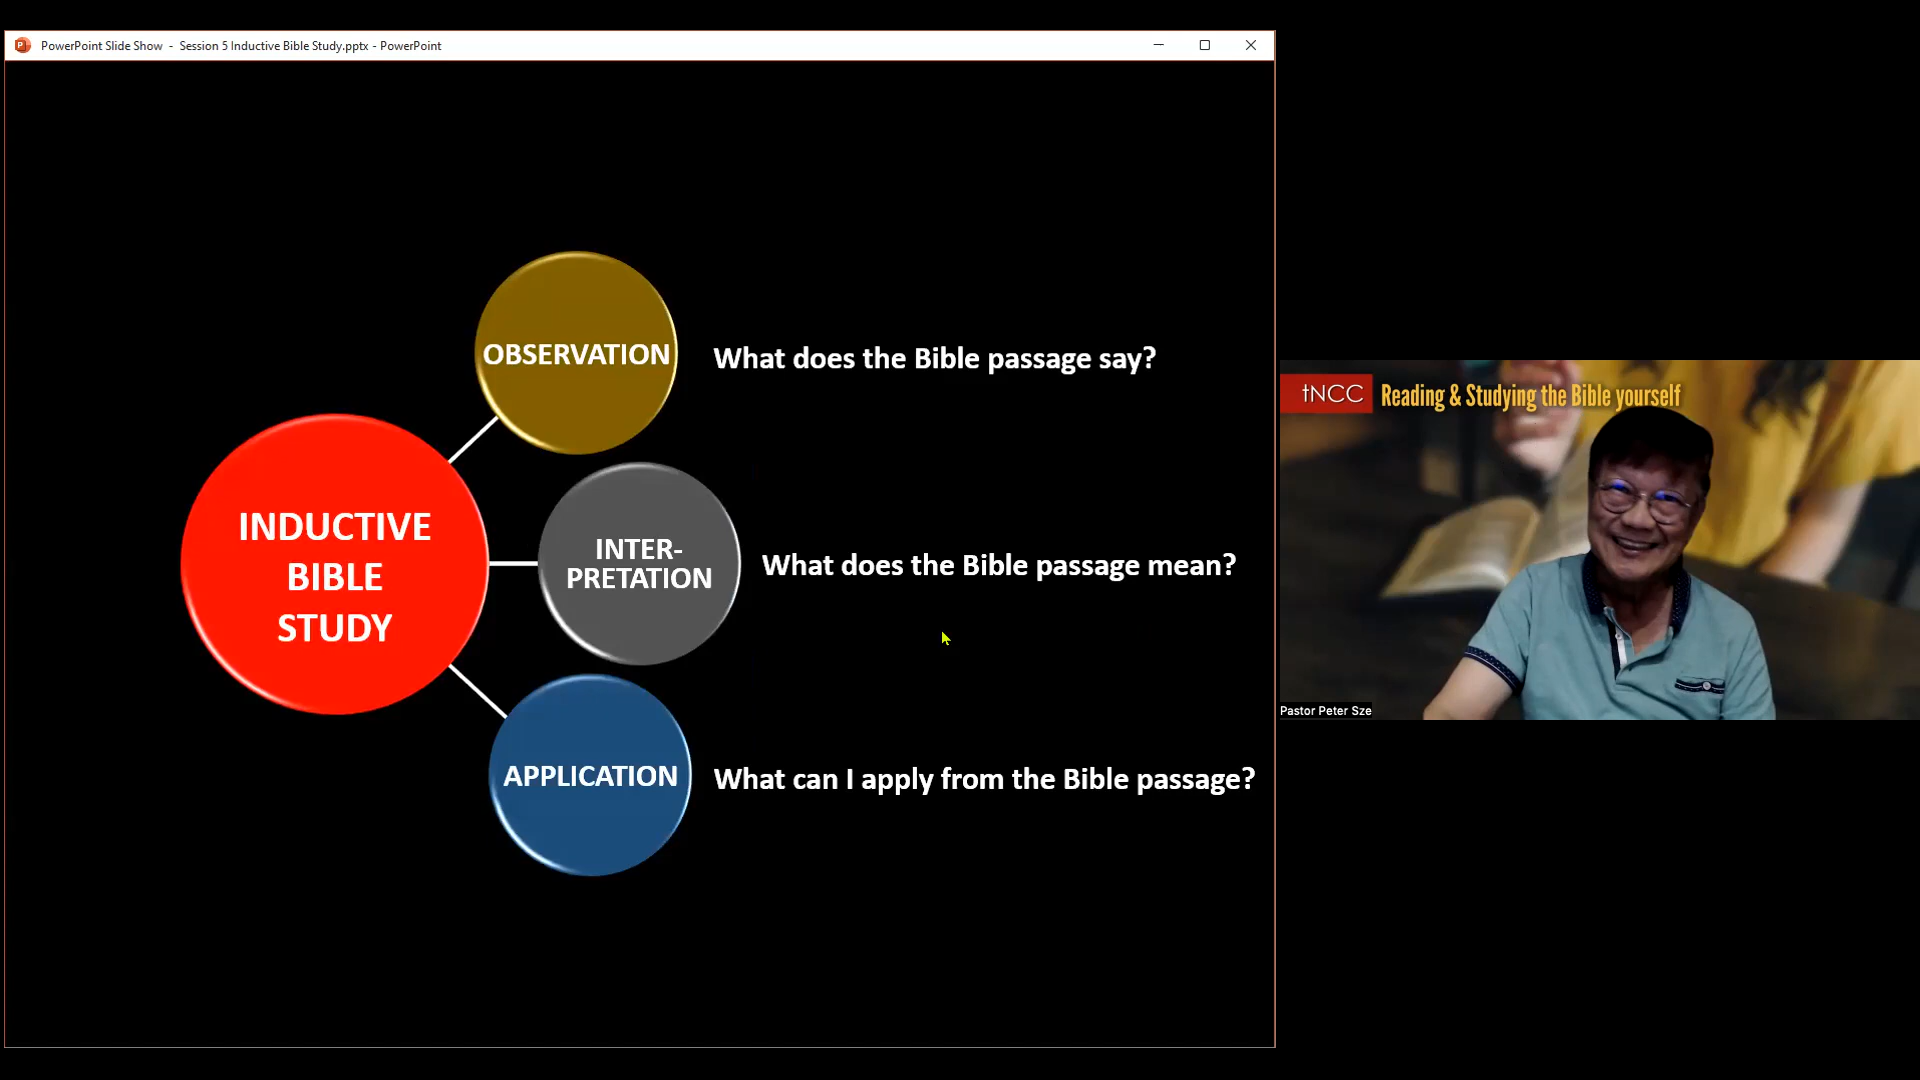 PowerPoint Slide Show - Session 5 Inductive Bible Study.pptx - PowerPoint
OBSERVATION
What does the Bible passage say?
INDUCTIVE
BIBLE
STUDY
INTER-
PRETATION
What does the Bible passage mean?
APPLICATION
What can I apply from the Bible passage?
tNCC
Reading & Studying the Bible yourself
Pastor Peter Sze